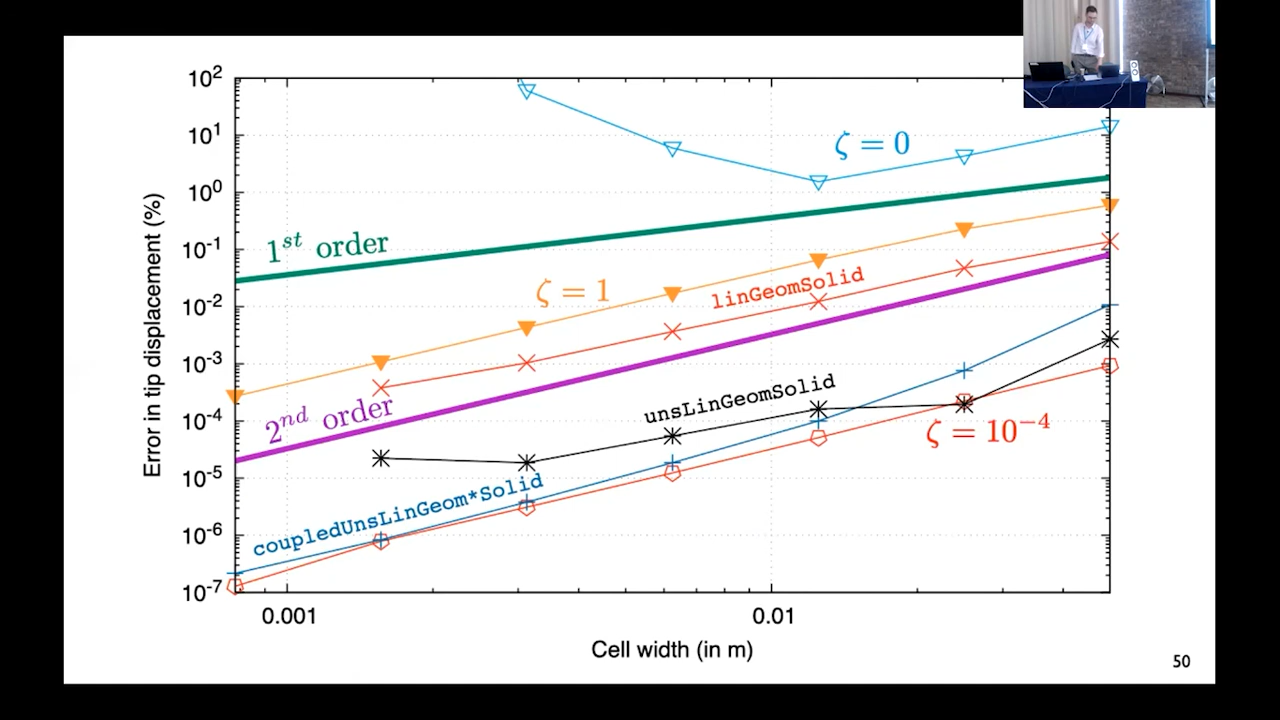 10²
10¹
10⁰
10⁻¹
10⁻²
10⁻³
10⁻⁴
10⁻⁵
10⁻⁶
10⁻⁷
Error in tip displacement (%)
ζ = 0
1ˢᵗ order
ζ = 1
linGeomSolid
2ⁿᵈ order
unsLinGeomSolid
ζ = 10⁻⁴
coupledUnsLinGeom*Solid
0.001
0.01
Cell width (in m)
50